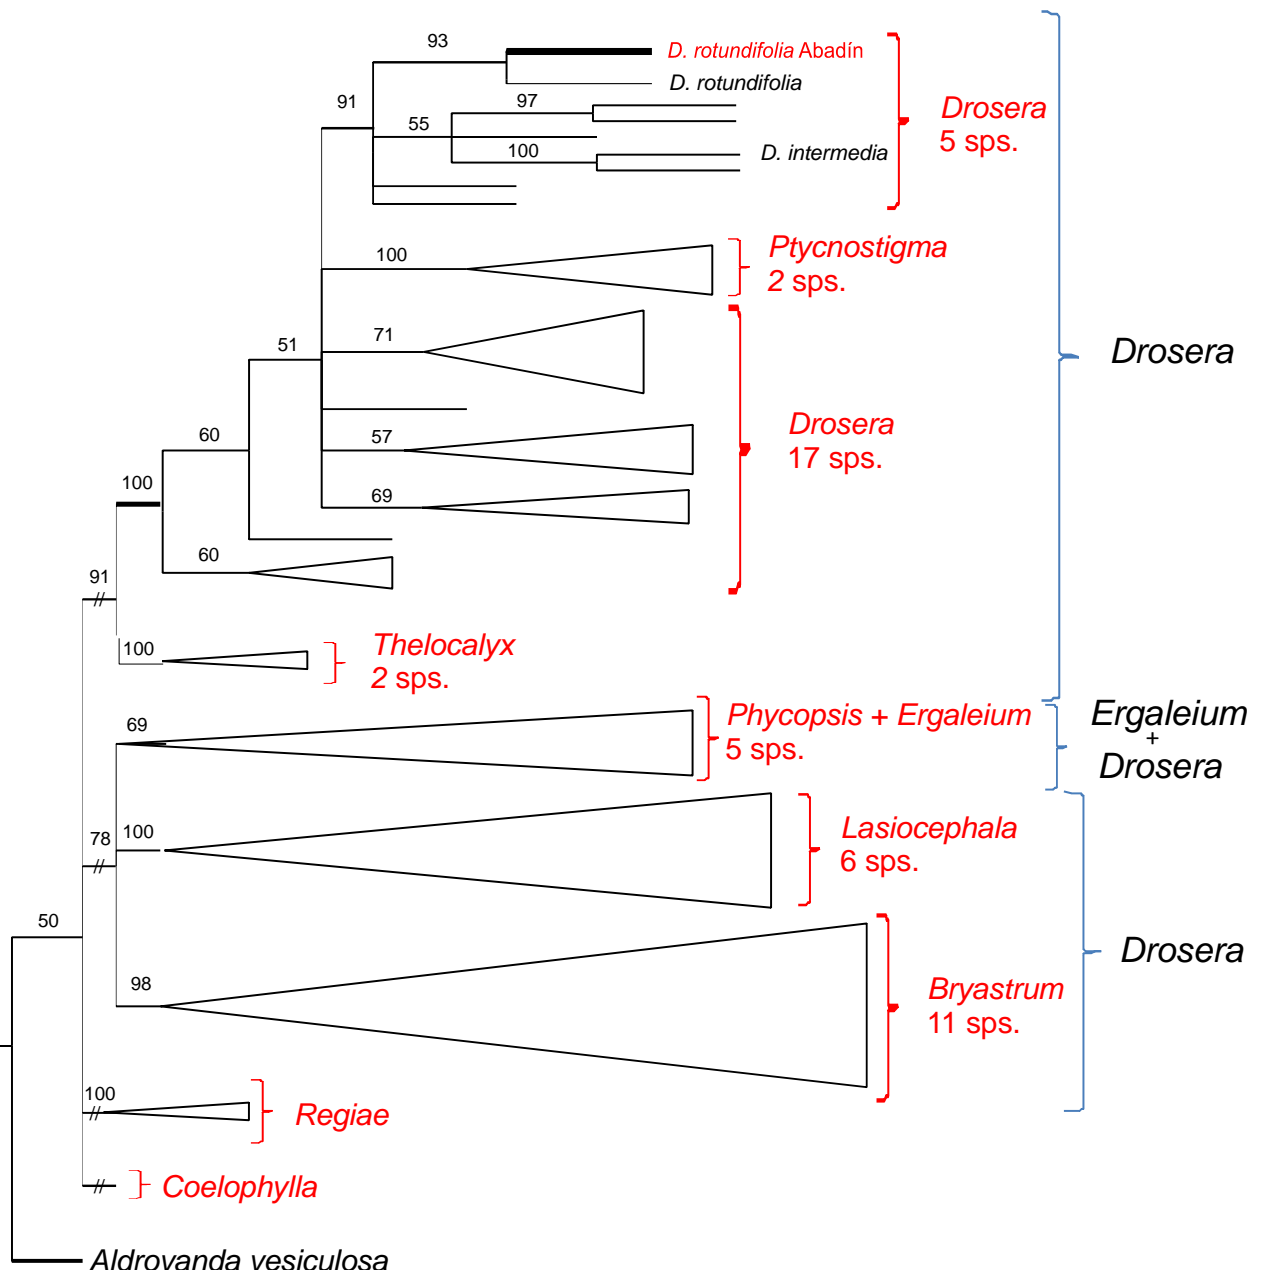 93
D. rotundifolia Abadín
D. rotundifolia
91
97
Drosera
5 sps.
55
100
D. intermedia
100
Ptycnostigma
2 sps.
51
71
Drosera
60
57
Drosera
17 sps.
100
69
60
91
100
Thelocalyx
2 sps.
69
Phycopsis + Ergaleium
5 sps.
Ergaleium
+
Drosera
78
100
Lasiocephala
6 sps.
50
98
Bryastrum
11 sps.
Drosera
100
Regiae
Coelophylla
Aldrovanda vesiculosa